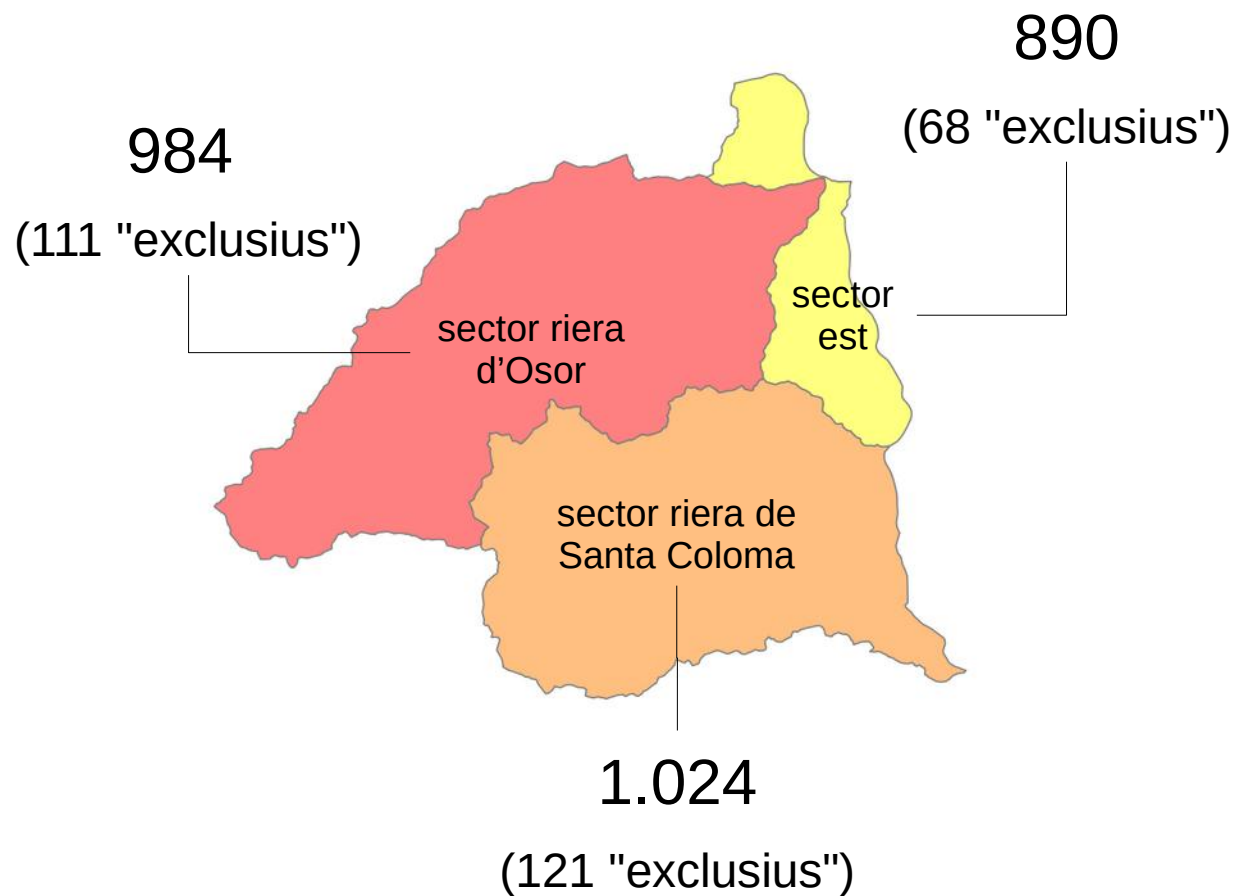 890
(68 "exclusius")
984
(111 "exclusius")
sector
est
sector riera
d’Osor
sector riera de
Santa Coloma
1.024
(121 "exclusius")